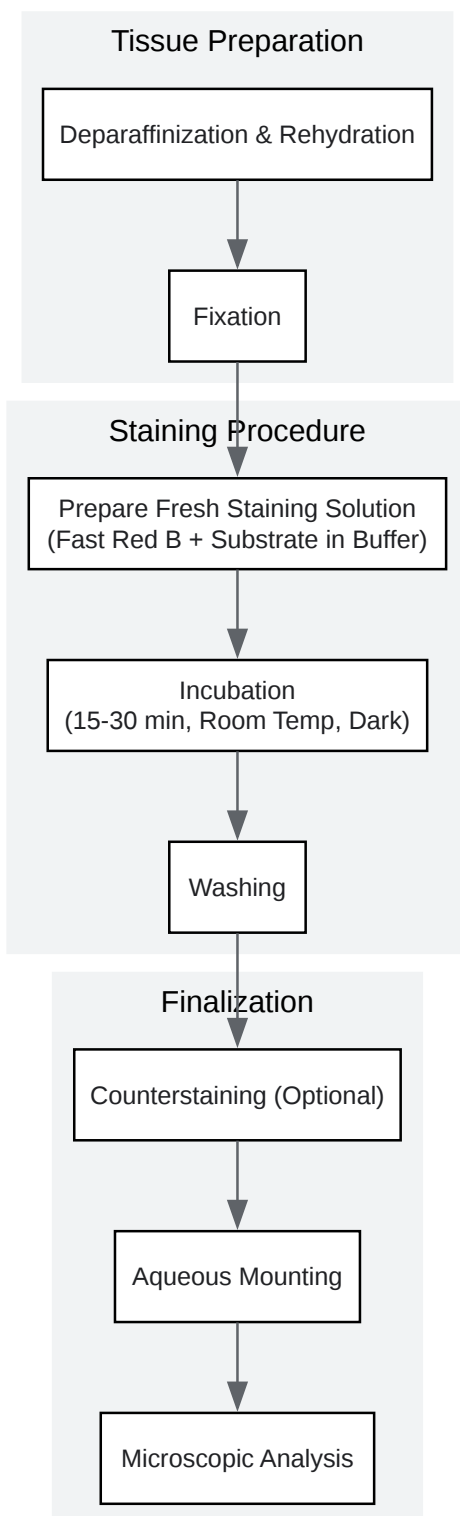 Tissue Preparation
Deparaffinization & Rehydration
Fixation
Staining Procedure
Prepare Fresh Staining Solution
(Fast Red B + Substrate in Buffer)
Incubation
(15-30 min, Room Temp, Dark)
Washing
Finalization
Counterstaining (Optional)
Aqueous Mounting
Microscopic Analysis